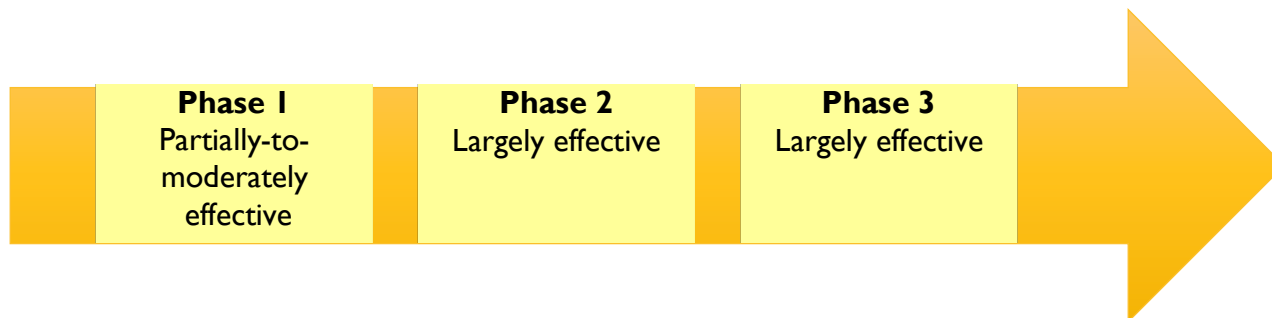 Phase 1
Partially-to-
moderately
effective
Phase 2
Largely effective
Phase 3
Largely effective